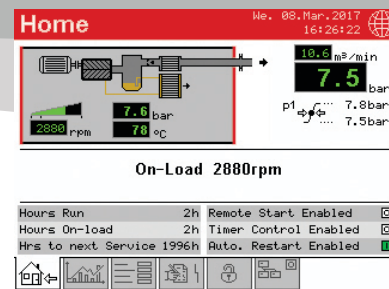 Home
We. 08.Mar.2017
16:26:22
10.6 m³/min
7.5 bar
7.6 bar
p1 7.8bar
7.5bar
2880 rpm
78 °C
On-Load 2880rpm
Hours Run 2h
Remote Start Enabled
Hours On-load 2h
Timer Control Enabled
Hrs to next Service 1996h
Auto. Restart Enabled